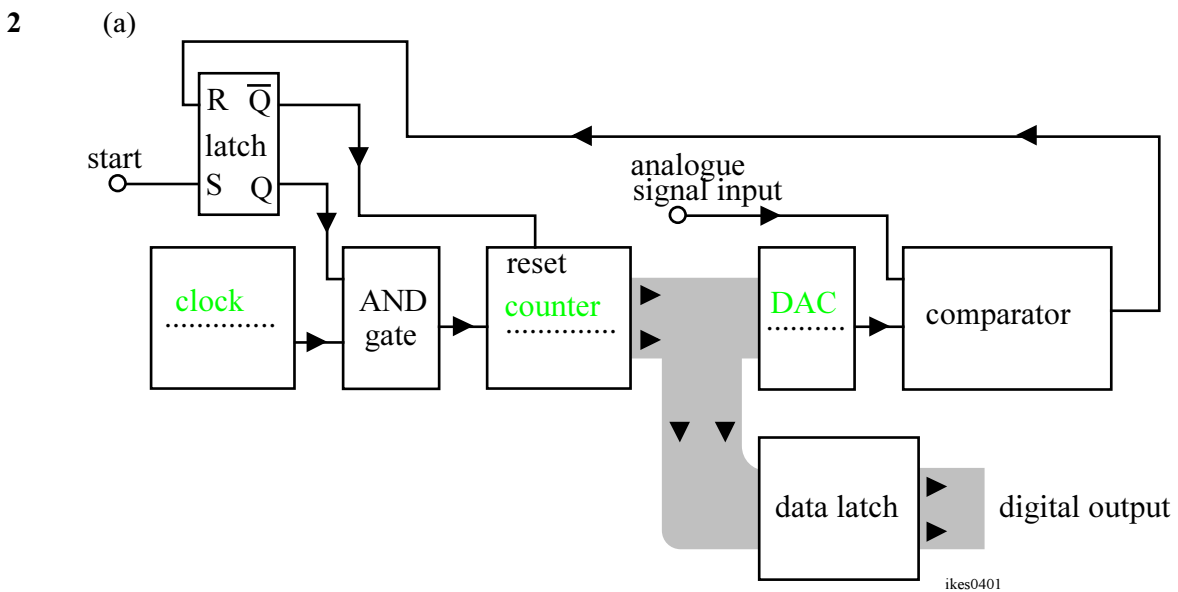 2 (a)
R Q̅
latch
S Q
start
analogue
signal input
clock
AND
gate
reset
counter
DAC
comparator
data latch
digital output
ikes0401